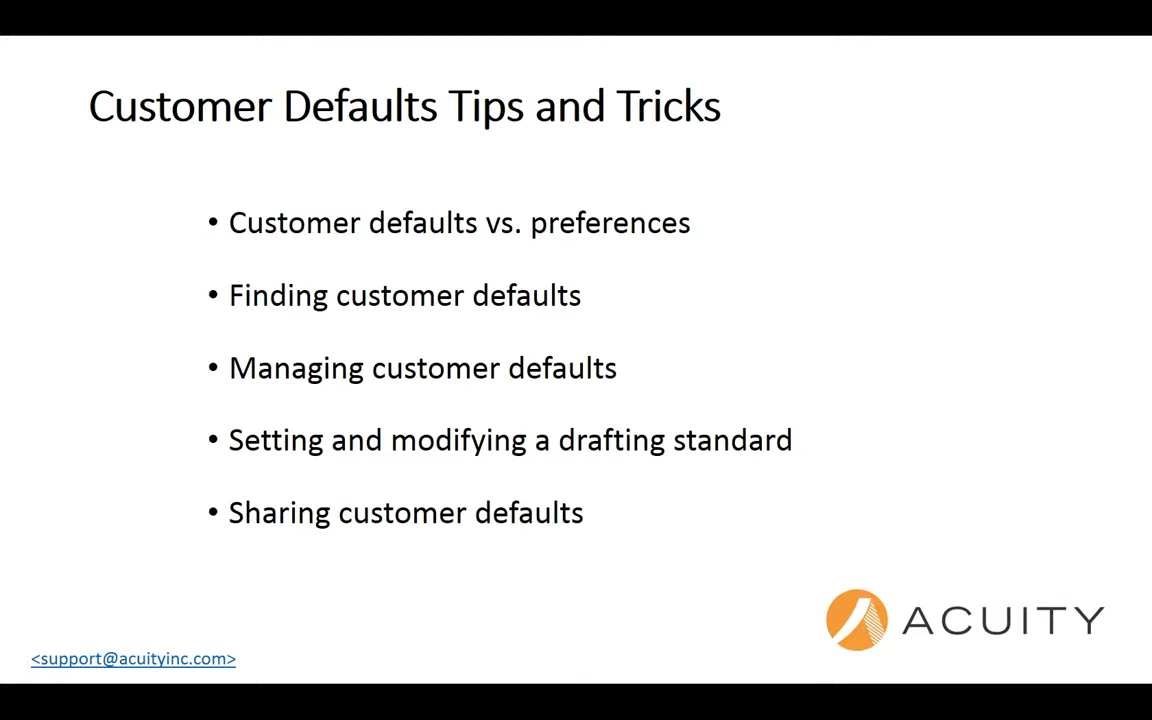 Customer Defaults Tips and Tricks
• Customer defaults vs. preferences
• Finding customer defaults
• Managing customer defaults
• Setting and modifying a drafting standard
• Sharing customer defaults
ACUITY
<support@acuityinc.com>